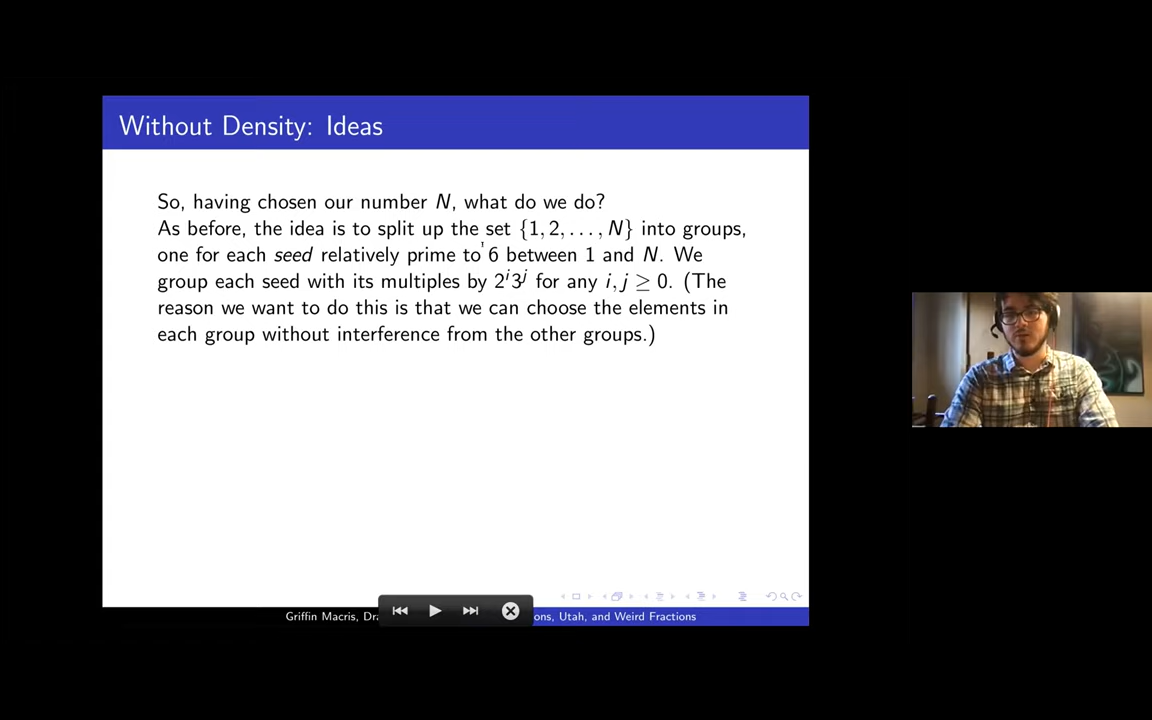 Without Density: Ideas
So, having chosen our number N, what do we do?
As before, the idea is to split up the set {1, 2, . . . , N} into groups,
one for each seed relatively prime to 6 between 1 and N. We
group each seed with its multiples by 2ⁱ3ʲ for any i, j ≥ 0. (The
reason we want to do this is that we can choose the elements in
each group without interference from the other groups.)
Griffin Macris, Dra
ons, Utah, and Weird Fractions